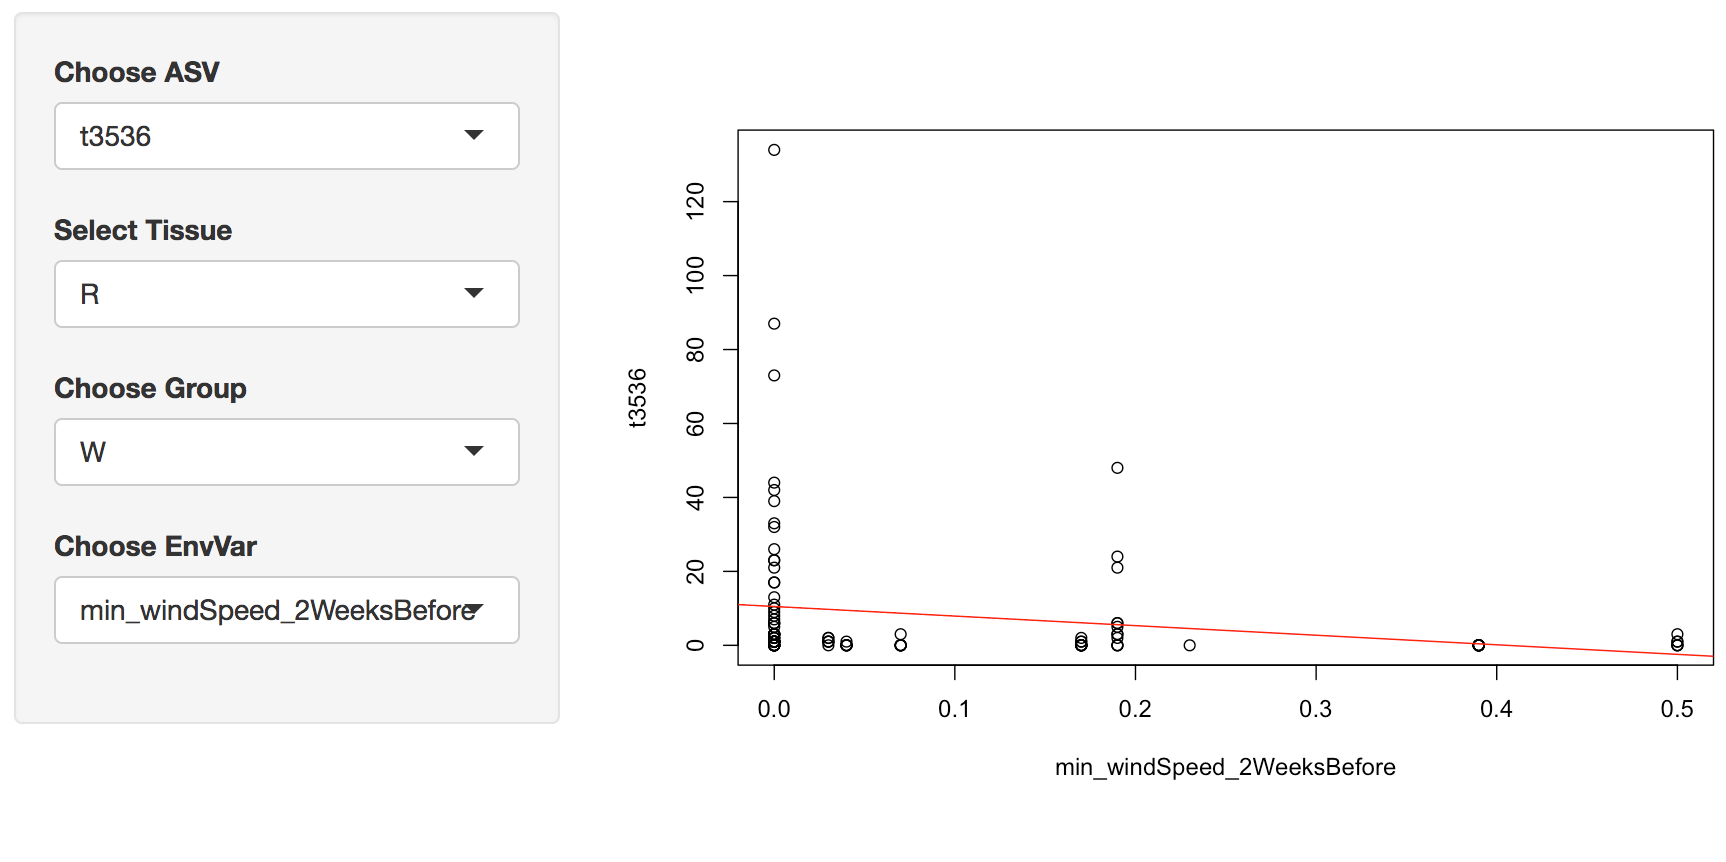 Choose ASV
t3536
Select Tissue
R
Choose Group
W
Choose EnvVar
min_windSpeed_2WeeksBefore
t3536
120
100
80
60
40
20
0
0.0 0.1 0.2 0.3 0.4 0.5
min_windSpeed_2WeeksBefore